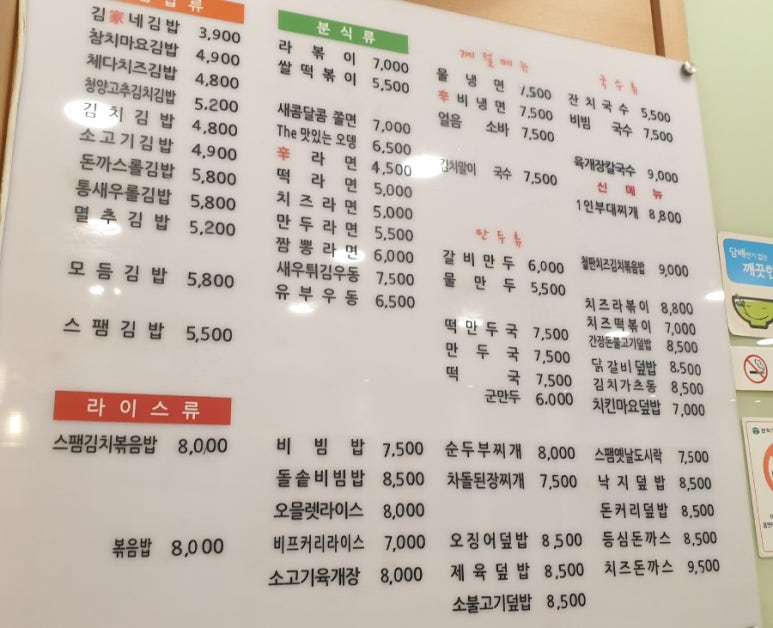 김家네김밥 3,900
참치마요김밥 4,900
체다치즈김밥 4,800
청양고추김치김밥 5.200
김치김밥 4,800
소고기김밥 4,900
돈까스롤김밥 5,800
통새우롤김밥 5,800
멸추김밥 5,200
모듬김밥 5,800
스팸김밥 5,500
라이스류
스팸김치볶음밥 8,000
볶음밥 8,000
분식류
라볶이 7,000
쌀떡볶이 5,500
새콤달콤 쫄면 7,000
The 맛있는 오뎅 6,500
辛라면 4,500
떡라면 5,000
치즈라면 5,000
만두라면 5,500
짬뽕라면 6,000
새우튀김우동 7,500
유부우동 6,500
비빔밥 7,500
돌솥비빔밥 8,500
오믈렛라이스 8,000
비프커리라이스 7,000
소고기육개장 8,000
계절메뉴
물냉면 7,500
辛비냉면 7,500
얼음 소바 7,500
김치말이 국수 7,500
만두류
갈비만두 6,000
물만두 5,500
떡만두국 7,500
만두국 7,500
떡국 7,500
군만두 6.000
순두부찌개 8,000
차돌된장찌개 7,500
오징어덮밥 8,500
제육덮밥 8,500
소불고기덮밥 8,500
국수류
잔치국수 5,500
비빔 국수 7,500
육개장칼국수 9,000
신메뉴
1인부대찌개 8,800
철판치즈김치볶음밥 9,000
치즈라볶이 8,800
치즈떡볶이 7,000
간장돈불고기덮밥 8,500
닭갈비덮밥 8.500
김치가츠동 8,500
치킨마요덮밥 7,000
스팸옛날도시락 7,500
낙지덮밥 8,500
돈커리덮밥 8,500
등심돈까스 8,500
치즈돈까스 9,500
담배연기 없는
깨끗한